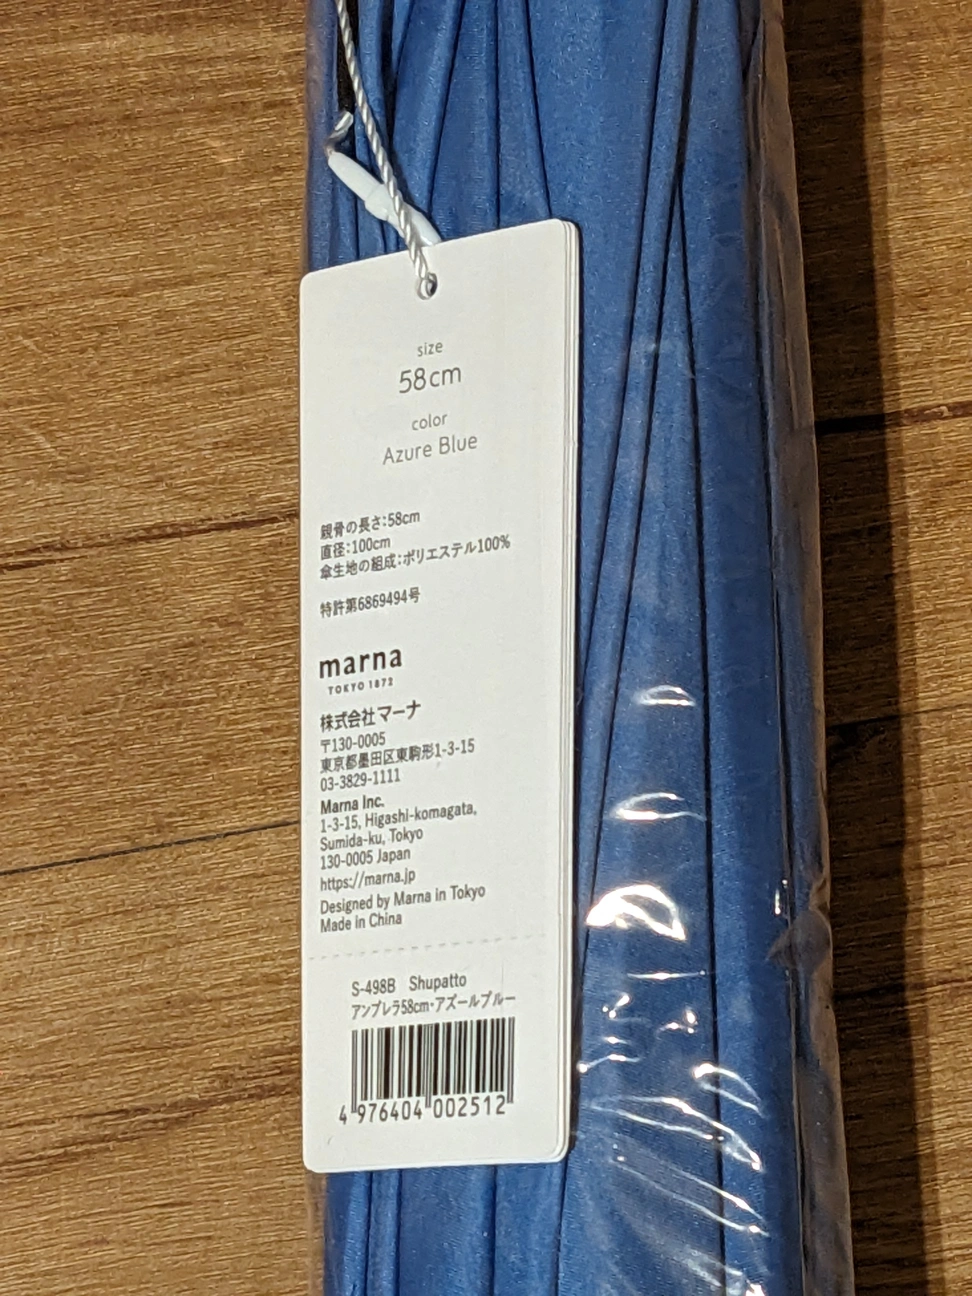 size
58cm
color
Azure Blue
親骨の長さ:58cm
直径:100cm
傘生地の組成:ポリエステル100%
特許第6869494号
marna
TOKYO 1872
株式会社マーナ
〒130-0005
東京都墨田区東駒形1-3-15
03-3829-1111
Marna Inc.
1-3-15, Higashi-komagata,
Sumida-ku, Tokyo
130-0005 Japan
https://marna.jp
Designed by Marna in Tokyo
Made in China
S-498B Shupatto
アンブレラ58cm・アズールブルー
4 976404 002512